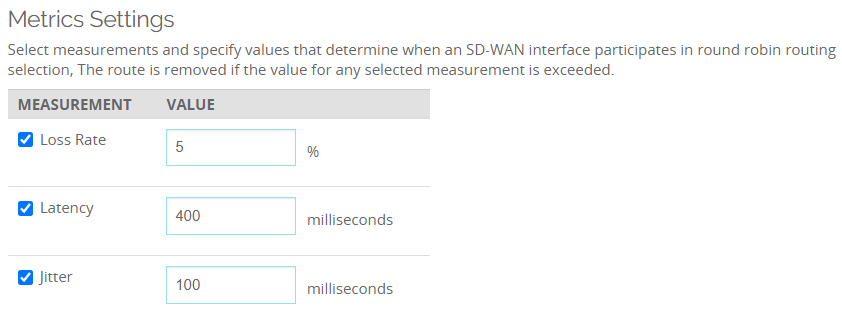 Metrics Settings
Select measurements and specify values that determine when an SD-WAN interface participates in round robin routing
selection, The route is removed if the value for any selected measurement is exceeded.
MEASUREMENT VALUE
Loss Rate 5 %
Latency 400 milliseconds
Jitter 100 milliseconds